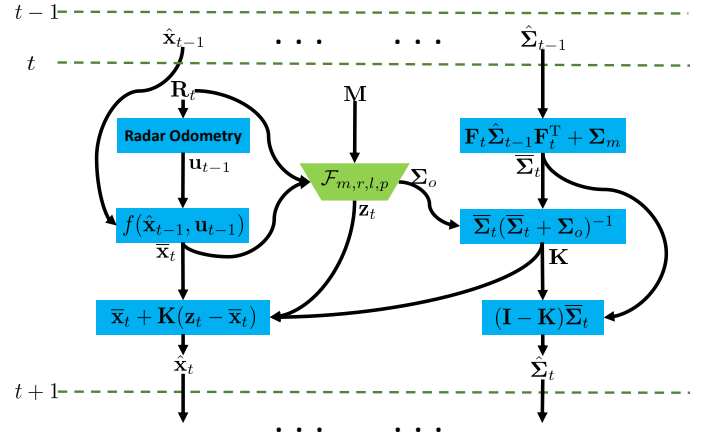 t − 1
x̂_{t−1} · · · · · · Σ̂_{t−1}
t
R_t
M
Radar Odometry
F_t Σ̂_{t−1} F_t^T + Σ_m
u_{t−1}
Σ̅_t
F_{m,r,l,p}
Σ_o
z_t
f(x̂_{t−1}, u_{t−1})
Σ̅_t(Σ̅_t + Σ_o)^{−1}
x̅_t
K
x̅_t + K(z_t − x̅_t)
(I − K)Σ̅_t
x̂_t
Σ̂_t
t + 1
· · · · · ·